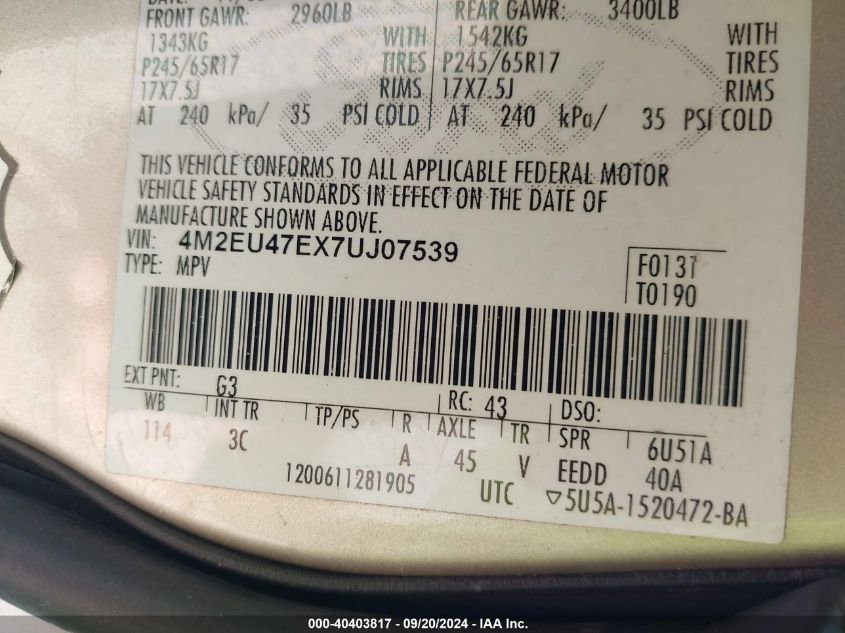 FRONT GAWR: 2960LB REAR GAWR: 3400LB
1343KG WITH 1542KG WITH
P245/65R17 TIRES P245/65R17 TIRES
17X7.5J RIMS 17X7.5J RIMS
AT 240 kPa/ 35 PSI COLD AT 240 kPa/ 35 PSI COLD
THIS VEHICLE CONFORMS TO ALL APPLICABLE FEDERAL MOTOR
VEHICLE SAFETY STANDARDS IN EFFECT ON THE DATE OF
MANUFACTURE SHOWN ABOVE.
VIN: 4M2EU47EX7UJ07539
TYPE: MPV
F0131
T0190
EXT PNT: G3 RC: 43 DSO:
WB INT TR TP/PS R AXLE TR SPR 6U51A
114 3C A 45 V EEDD 40A
1200611281905 UTC ▽5U5A-1520472-BA
000-40403817 - 09/20/2024 - IAA Inc.